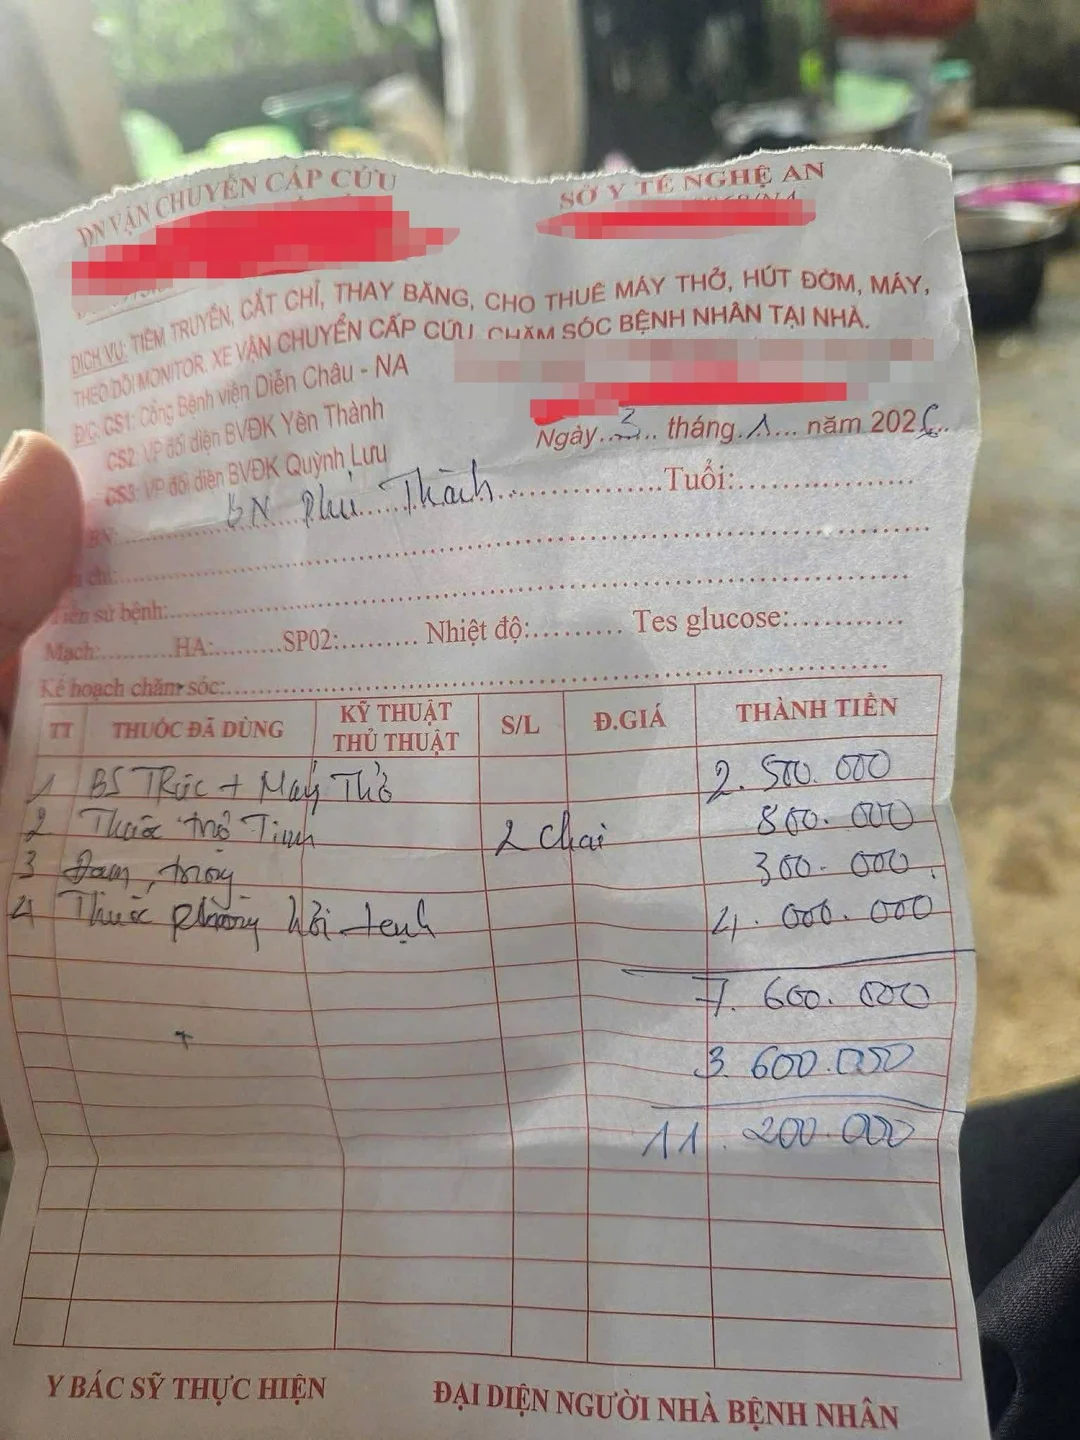 DN VẬN CHUYỂN CẤP CỨU
SỞ Y TẾ NGHỆ AN
DỊCH VỤ: TIÊM TRUYỀN, CẮT CHỈ, THAY BĂNG, CHO THUÊ MÁY THỞ, HÚT ĐỜM, MÁY,
THEO DÕI MONITOR. XE VẬN CHUYỂN CẤP CỨU, CHĂM SÓC BỆNH NHÂN TẠI NHÀ.
Đ/C: CS1: Cổng Bệnh viện Diễn Châu - NA
CS2: VP đối diện BVĐK Yên Thành
CS3: VP đối diện BVĐK Quỳnh Lưu
Ngày 3 tháng 1 năm 202
BN: BN Phú Thành Tuổi:
chỉ:
Tiền sử bệnh:
Mạch: HA: SP02: Nhiệt độ: Tes glucose:
Kế hoạch chăm sóc:
TT THUỐC ĐÃ DÙNG KỸ THUẬT THỦ THUẬT S/L Đ.GIÁ THÀNH TIỀN
1 BS Trực + Máy Thở 2.500.000
2 Thuốc trợ Tim 2 chai 800.000
3 Đạm, 300.000
4 Thuốc phòng hồi 4.000.000
7.600.000
3.600.000
11.200.000
Y BÁC SỸ THỰC HIỆN ĐẠI DIỆN NGƯỜI NHÀ BỆNH NHÂN